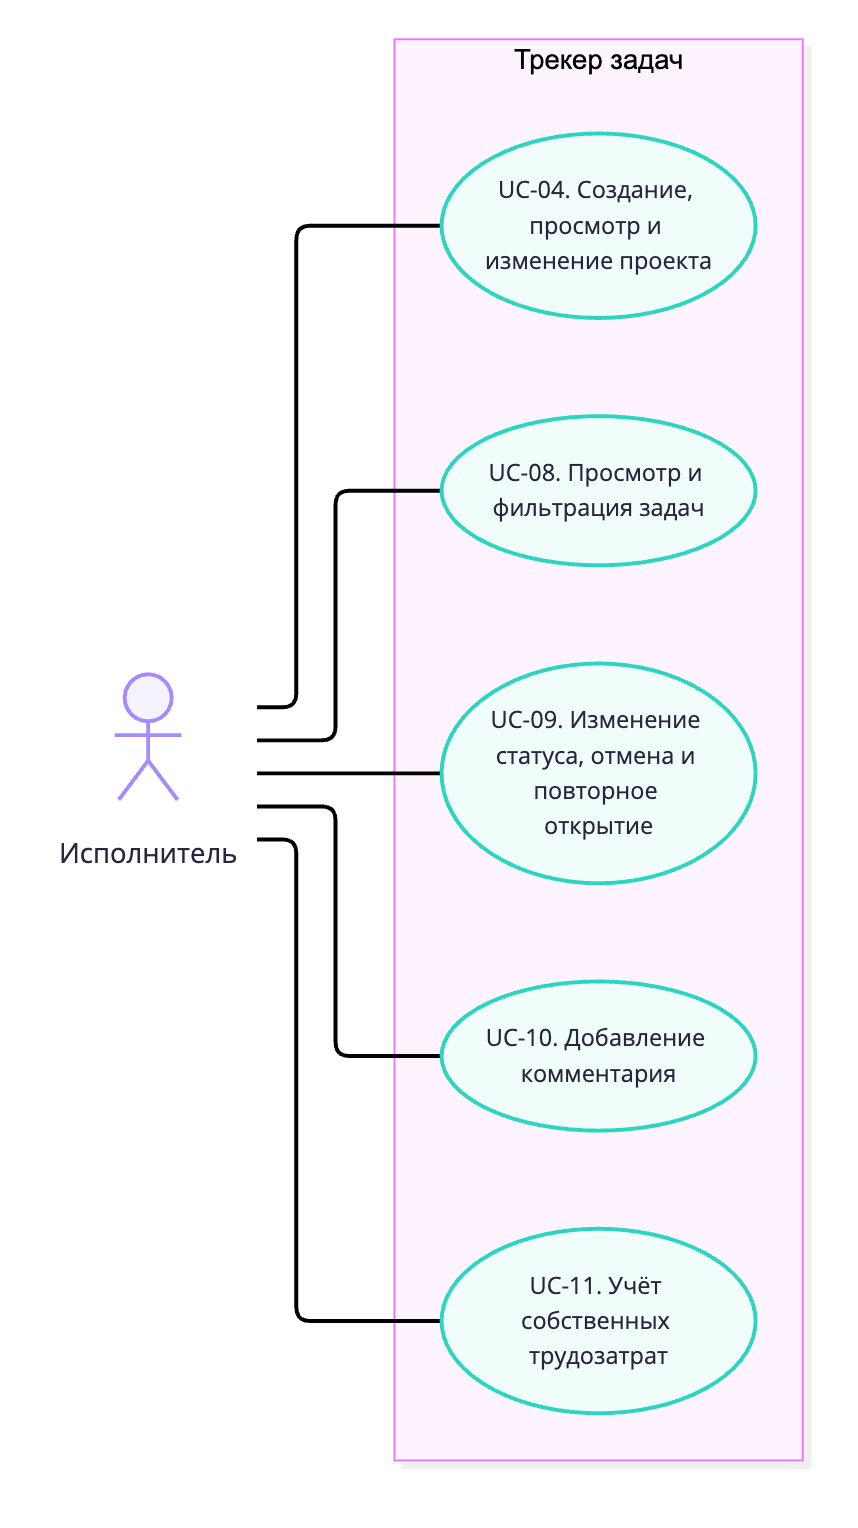 Трекер задач
UC-04. Создание,
просмотр и
изменение проекта
UC-08. Просмотр и
фильтрация задач
UC-09. Изменение
статуса, отмена и
повторное
открытие
Исполнитель
UC-10. Добавление
комментария
UC-11. Учёт
собственных
трудозатрат